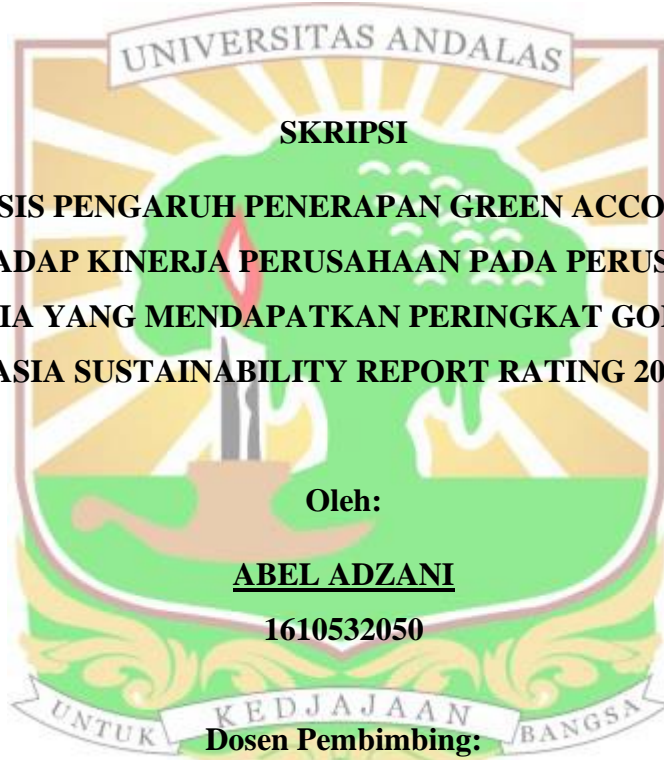 UNIVERSITAS ANDALAS
SKRIPSI
SIS PENGARUH PENERAPAN GREEN ACCO
ADAP KINERJA PERUSAHAAN PADA PERUS
IA YANG MENDAPATKAN PERINGKAT GOL
ASIA SUSTAINABILITY REPORT RATING 20
Oleh:
ABEL ADZANI
1610532050
UNTUK KEDJAJAAN BANGSA
Dosen Pembimbing: